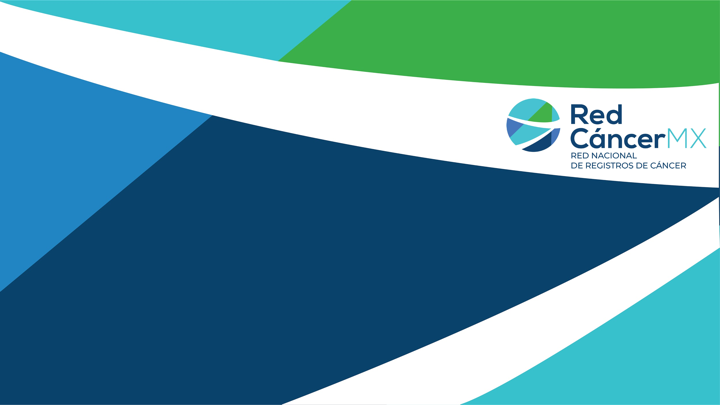 Red
CáncerMX
RED NACIONAL
DE REGISTROS DE CÁNCER